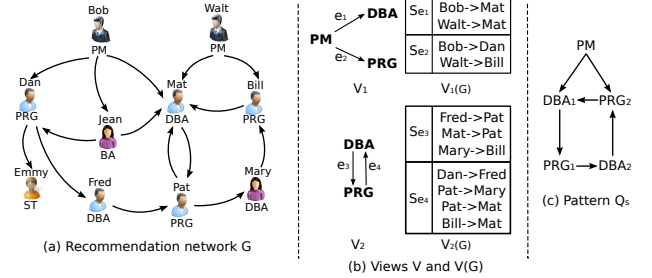 Bob
PM
Walt
PM
Dan
PRG
Mat
DBA
Bill
PRG
Jean
BA
Emmy
ST
Fred
DBA
Pat
PRG
Mary
DBA
(a) Recommendation network G
PM
e1
DBA
e2
PRG
V1
Se1
Bob->Mat
Walt->Mat
Se2
Bob->Dan
Walt->Bill
V1(G)
DBA
e3
e4
PRG
V2
Se3
Fred->Pat
Mat->Pat
Mary->Bill
Se4
Dan->Fred
Pat->Mary
Pat->Mat
Bill->Mat
V2(G)
(b) Views V and V(G)
PM
DBA1
PRG2
PRG1
DBA2
(c) Pattern Qs